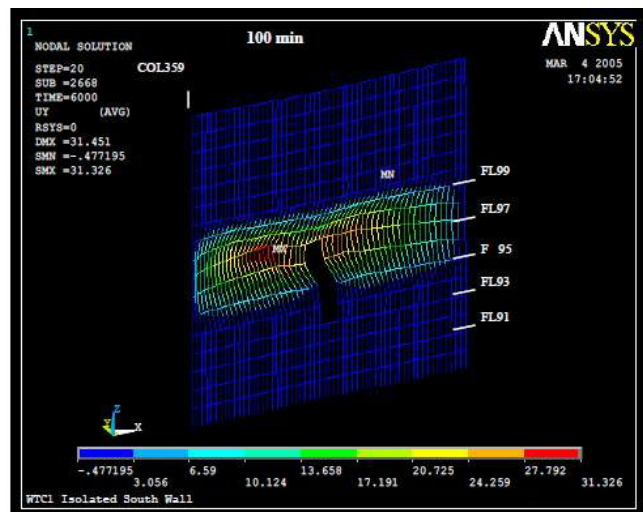 1
NODAL SOLUTION
STEP=20
SUB =2668
TIME=6000
UY (AVG)
RSYS=0
DMX =31.451
SMN =-.477195
SMX =31.326
COL359
100 min
ANSYS
MAR 4 2005
17:04:52
MN
FL99
FL97
MX
F 95
FL93
FL91
Z
Y X
-.477195 6.59 13.658 20.725 27.792
3.056 10.124 17.191 24.259 31.326
WTC1 Isolated South Wall